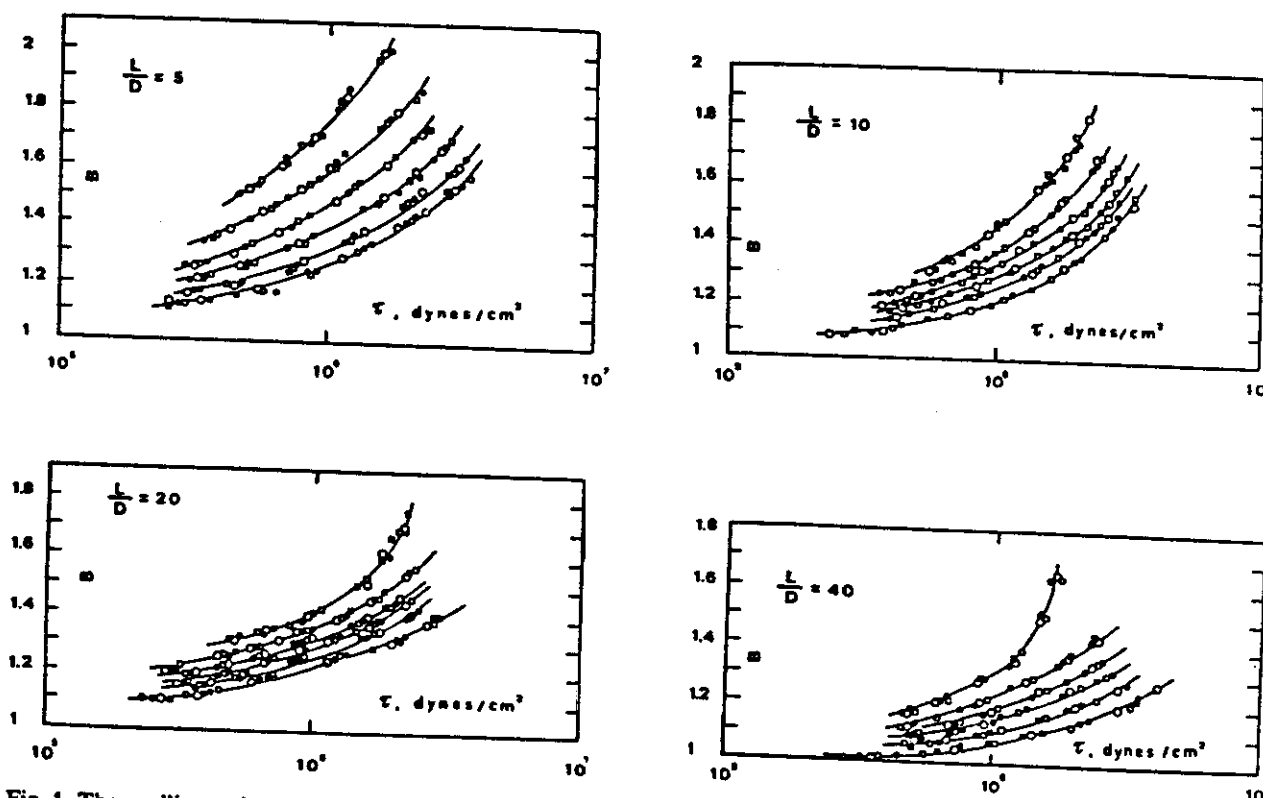 2
1.8
1.6
1.4
1.2
1
L/D = 5
B
τ, dynes/cm²
10⁵
10⁶
10⁷
2
1.8
1.6
1.4
1.2
1
L/D = 10
B
τ, dynes/cm²
10⁵
10⁶
10
1.8
1.6
1.4
1.2
1
L/D = 20
B
τ, dynes/cm²
10⁵
10⁶
10⁷
1.8
1.6
1.4
1.2
1
L/D = 40
B
τ, dynes/cm²
10⁵
10⁶
10
Fig. 1. The